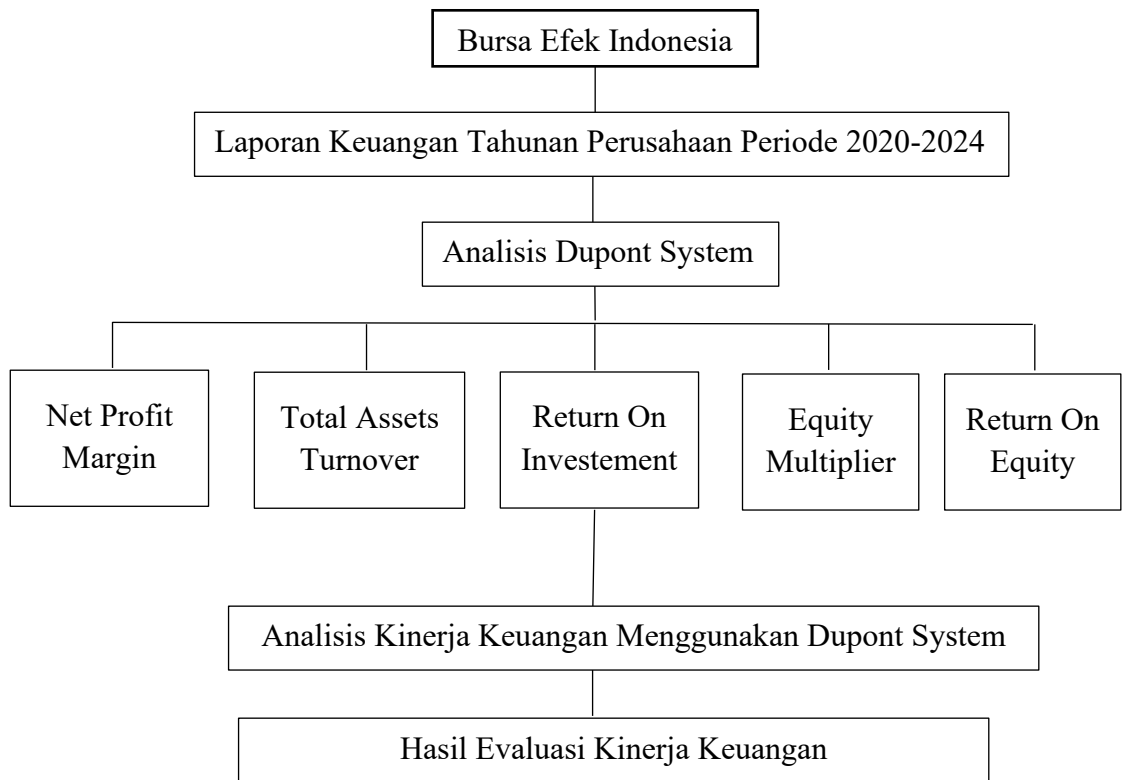 Bursa Efek Indonesia
Laporan Keuangan Tahunan Perusahaan Periode 2020-2024
Analisis Dupont System
Net Profit
Margin
Total Assets
Turnover
Return On
Investement
Equity
Multiplier
Return On
Equity
Analisis Kinerja Keuangan Menggunakan Dupont System
Hasil Evaluasi Kinerja Keuangan